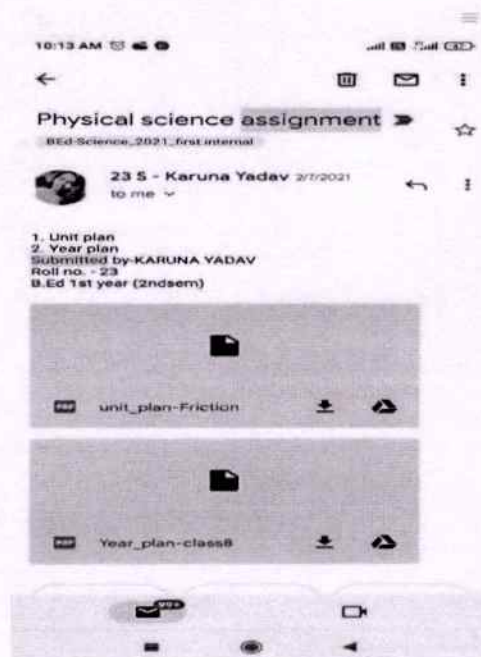 10:13 AM
Physical science assignment
BEd-Science_2021_first internal
23 S - Karuna Yadav 2/7/2021
to me
1. Unit plan
2. Year plan
Submitted by-KARUNA YADAV
Roll no. - 23
B.Ed 1st year (2ndsem)
PDF unit_plan-Friction
PDF Year_plan-class8
99+